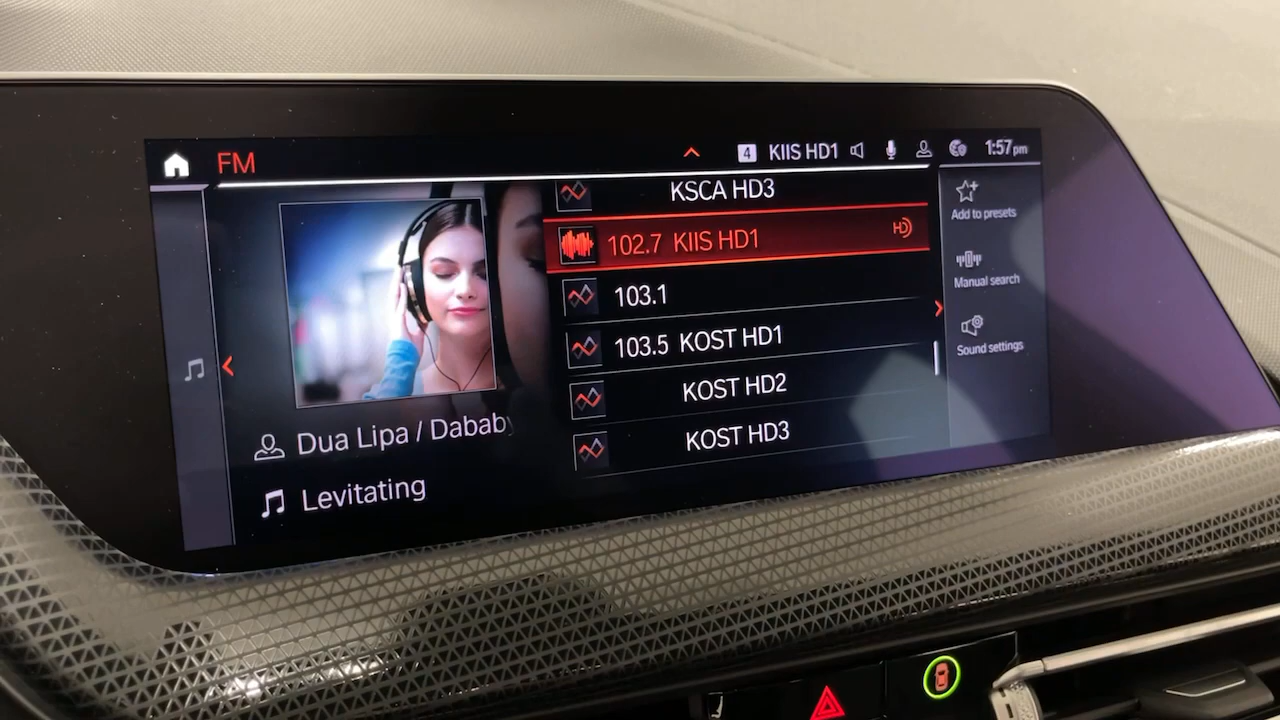 FM
4 KIIS HD1
1:57 pm
KSCA HD3
102.7 KIIS HD1 HD
103.1
103.5 KOST HD1
KOST HD2
KOST HD3
Add to presets
Manual search
Sound settings
Dua Lipa / Dababy
Levitating